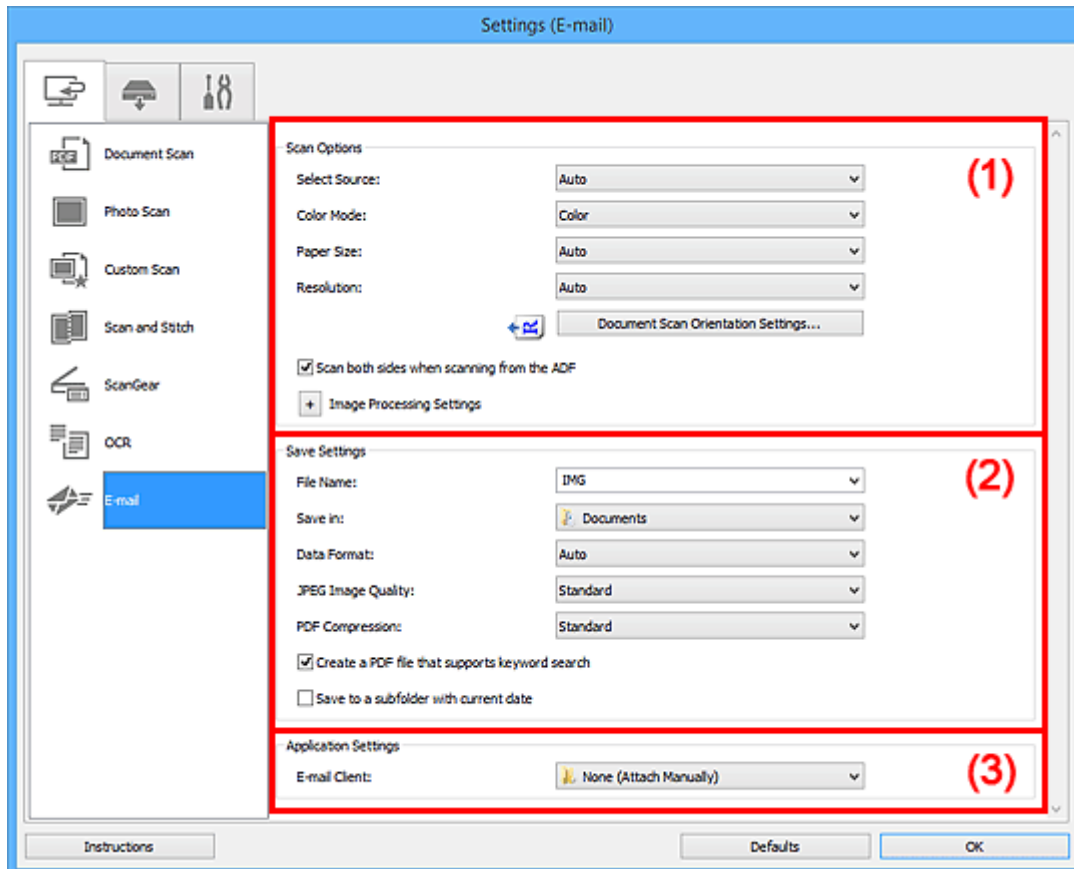 Settings (E-mail)
Document Scan
Photo Scan
Custom Scan
Scan and Stitch
ScanGear
OCR
E-mail
Scan Options
(1)
Select Source: Auto
Color Mode: Color
Paper Size: Auto
Resolution: Auto
Document Scan Orientation Settings...
Scan both sides when scanning from the ADF
+ Image Processing Settings
Save Settings
(2)
File Name: IMG
Save in: Documents
Data Format: Auto
JPEG Image Quality: Standard
PDF Compression: Standard
Create a PDF file that supports keyword search
Save to a subfolder with current date
Application Settings
(3)
E-mail Client: None (Attach Manually)
Instructions
Defaults
OK